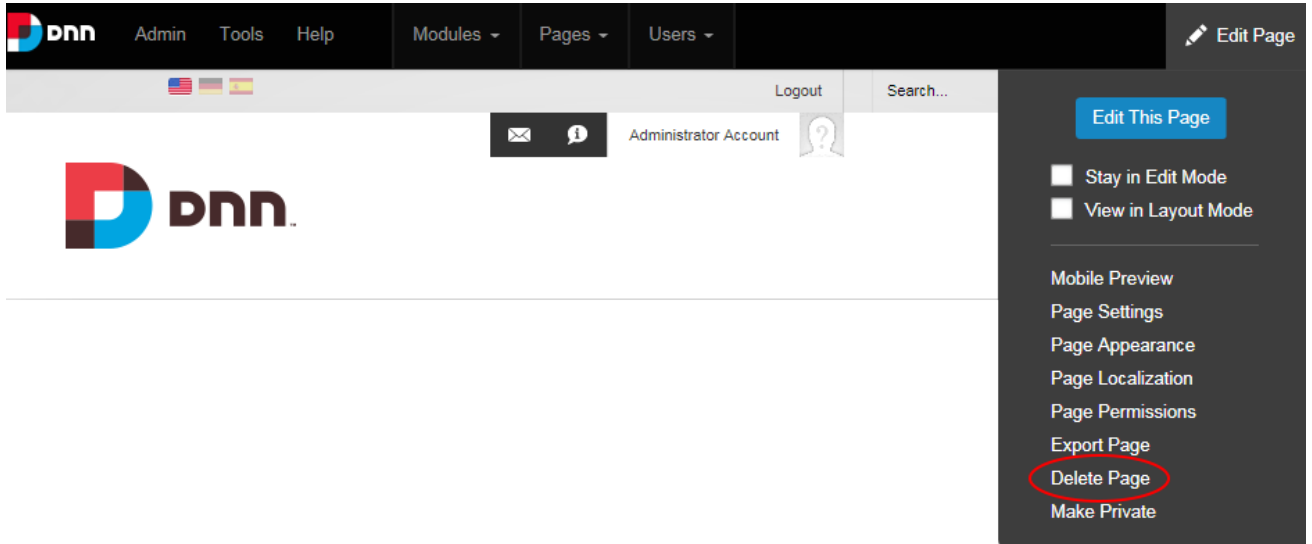 DNN Admin Tools Help Modules Pages Users Edit Page
Logout Search...
Administrator Account
DNN
Edit This Page
Stay in Edit Mode
View in Layout Mode
Mobile Preview
Page Settings
Page Appearance
Page Localization
Page Permissions
Export Page
Delete Page
Make Private